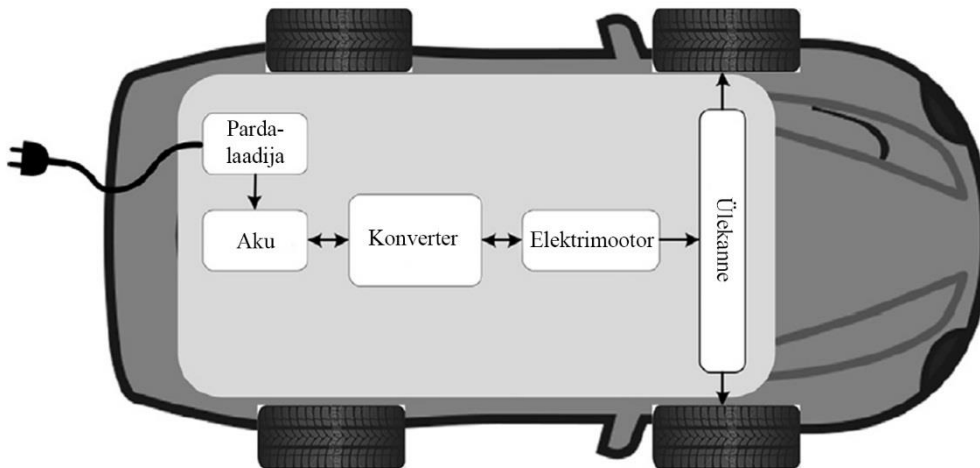 Parda-
laadija
Aku
Konverter
Elektrimootor
Ülekanne